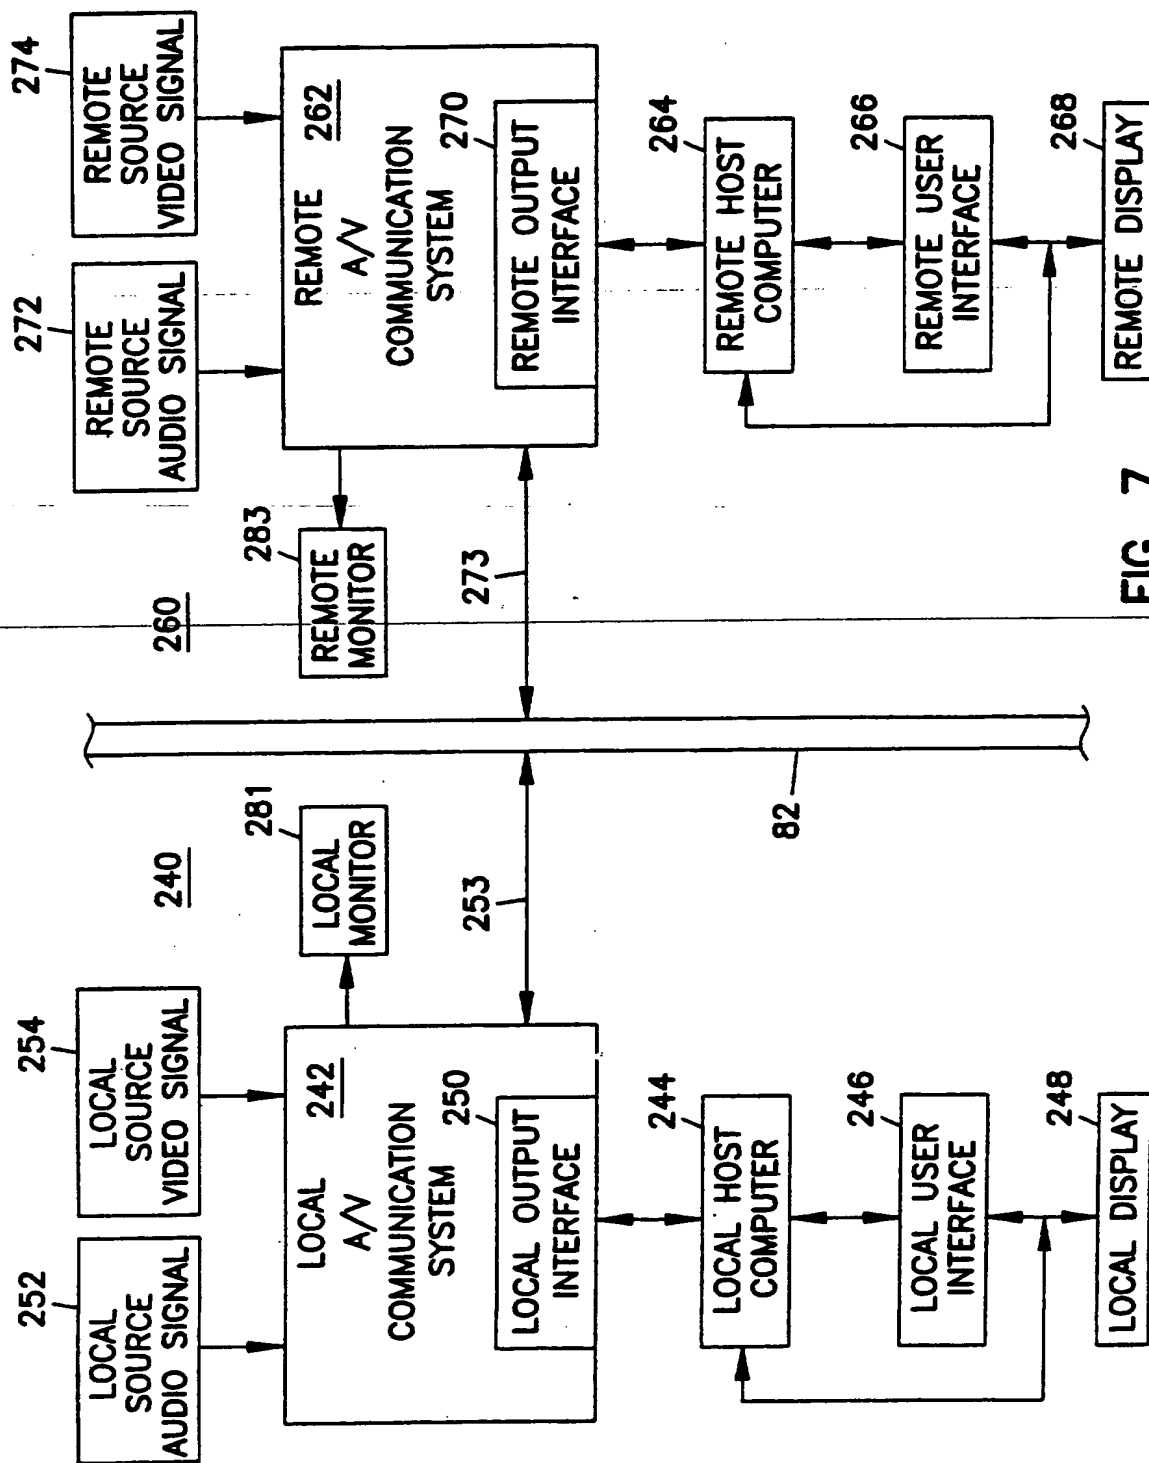 252
LOCAL
SOURCE
AUDIO SIGNAL
254
LOCAL
SOURCE
VIDEO SIGNAL
240
LOCAL
A/V
COMMUNICATION
SYSTEM
242
250
LOCAL OUTPUT
INTERFACE
281
LOCAL
MONITOR
253
244
LOCAL HOST
COMPUTER
246
LOCAL USER
INTERFACE
248
LOCAL DISPLAY
82
260
272
REMOTE
SOURCE
AUDIO SIGNAL
274
REMOTE
SOURCE
VIDEO SIGNAL
283
REMOTE
MONITOR
273
REMOTE
A/V
COMMUNICATION
SYSTEM
262
270
REMOTE OUTPUT
INTERFACE
264
REMOTE HOST
COMPUTER
266
REMOTE USER
INTERFACE
268
REMOTE DISPLAY
FIG 7